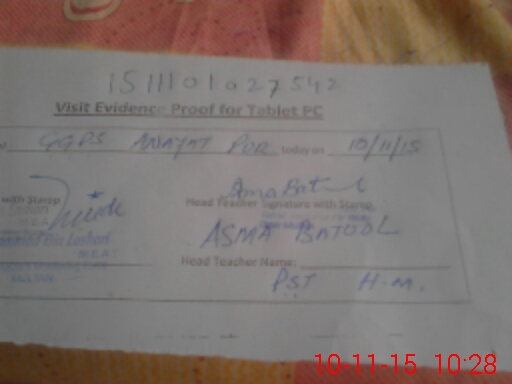 1511101027542
Visit Evidence Proof for Tablet PC
GGPS ANAYAT PUR today on 10/11/15
with Stamp
Head Teacher Signature with Stamp
ASMA BATOOL
Head Teacher Name:
PST H.M.
10-11-15 10:28